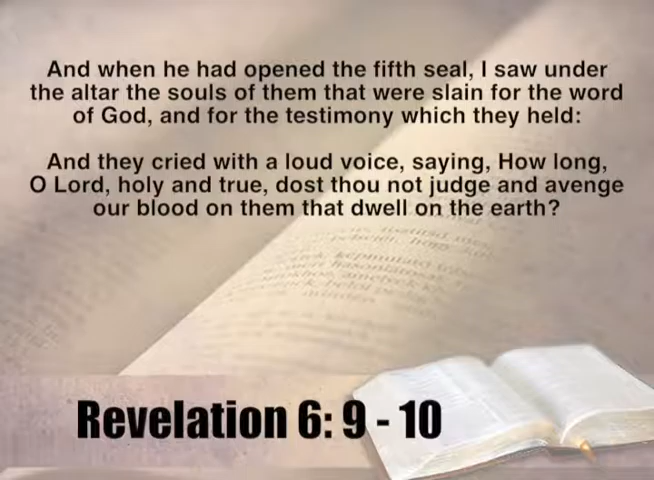 And when he had opened the fifth seal, I saw under
the altar the souls of them that were slain for the word
of God, and for the testimony which they held:
And they cried with a loud voice, saying, How long,
O Lord, holy and true, dost thou not judge and avenge
our blood on them that dwell on the earth?
Revelation 6: 9 - 10